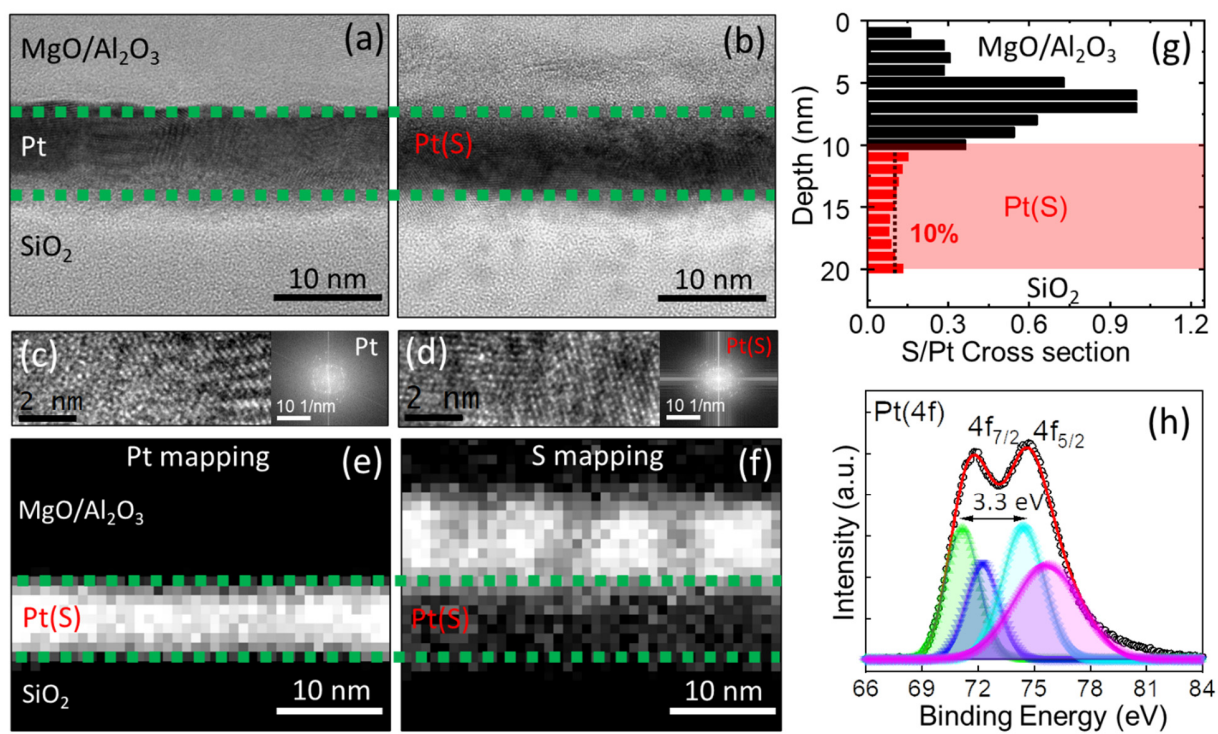 (a)
MgO/Al₂O₃
Pt
SiO₂
10 nm
(b)
Pt(S)
10 nm
(c)
2 nm
Pt
10 1/nm
(d)
2 nm
Pt(S)
10 1/nm
Pt mapping
(e)
MgO/Al₂O₃
Pt(S)
SiO₂
10 nm
S mapping
(f)
Pt(S)
10 nm
(g)
MgO/Al₂O₃
Pt(S)
10%
SiO₂
Depth (nm)
0
5
10
15
20
0.0 0.3 0.6 0.9 1.2
S/Pt Cross section
Pt(4f)
(h)
4f7/2 4f5/2
3.3 eV
Intensity (a.u.)
66 69 72 75 78 81 84
Binding Energy (eV)